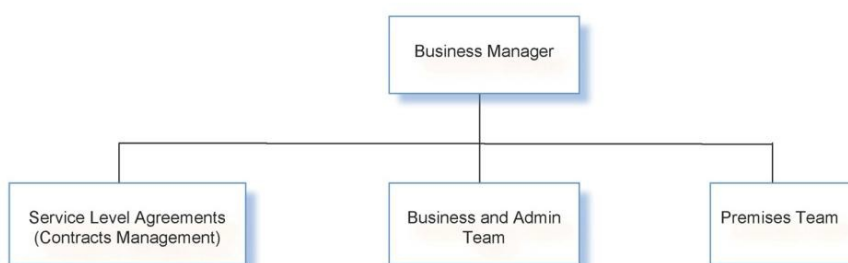 Business Manager
Service Level Agreements
(Contracts Management)
Business and Admin
Team
Premises Team